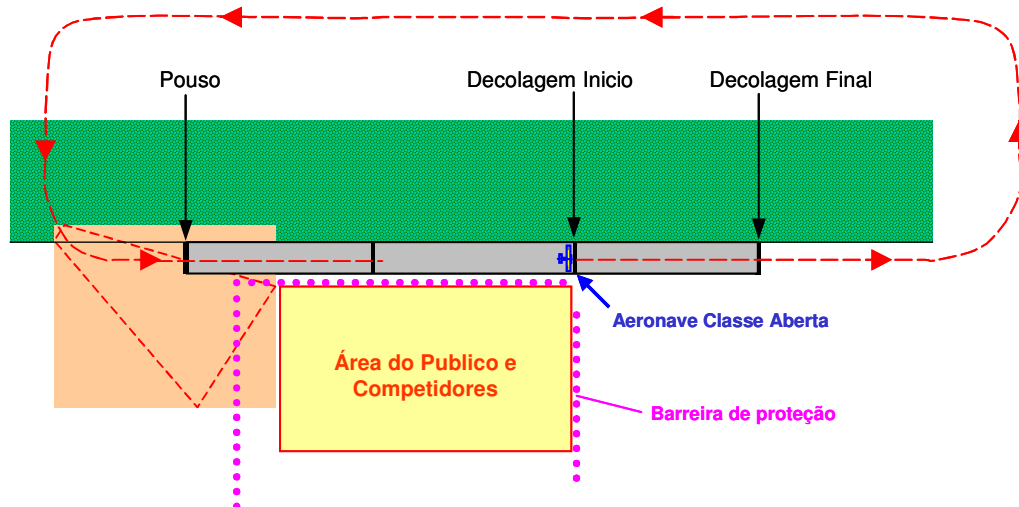 Pouso
Decolagem Inicio
Decolagem Final
Aeronave Classe Aberta
Área do Publico e
Competidores
Barreira de proteção